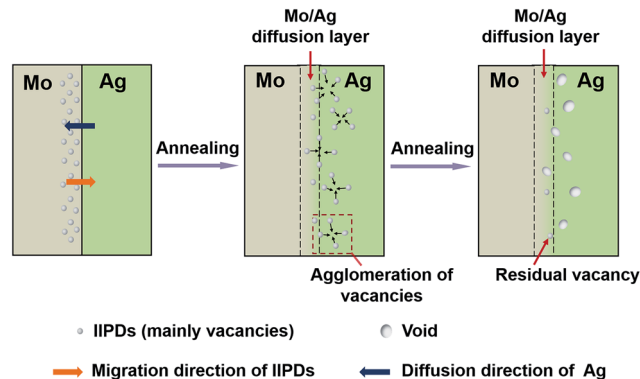 Mo/Ag
diffusion layer
Mo/Ag
diffusion layer
Mo Ag
Annealing
Mo Ag
Annealing
Mo Ag
Agglomeration of
vacancies
Residual vacancy
IIPDs (mainly vacancies)
Void
Migration direction of IIPDs
Diffusion direction of Ag